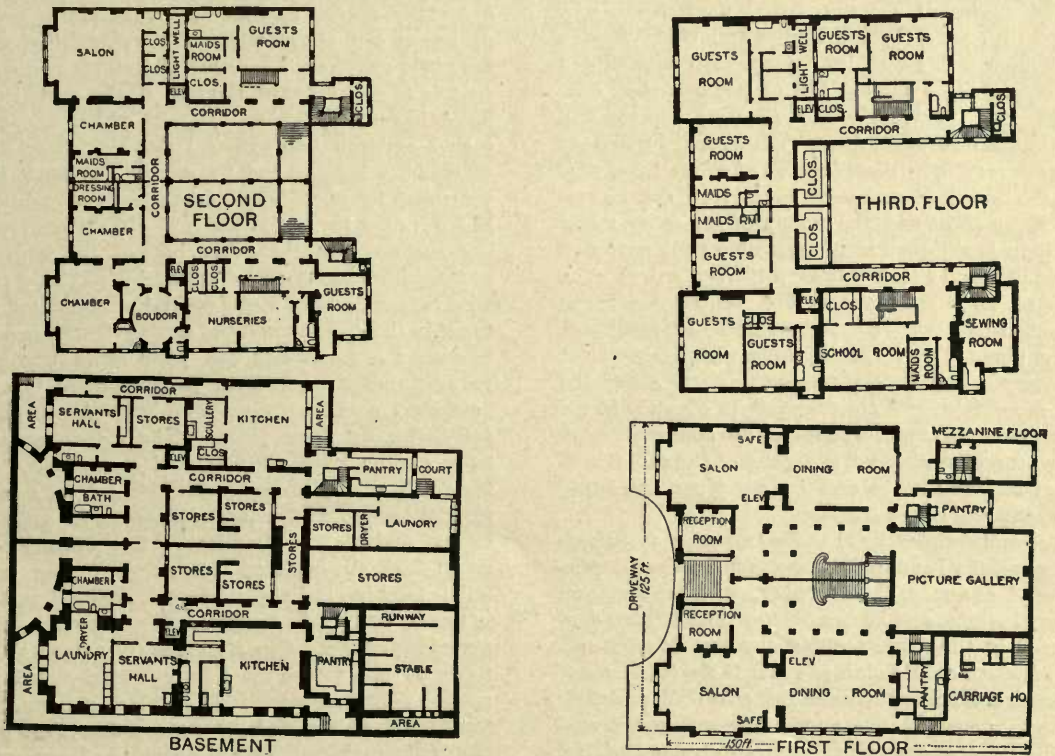 SALON
CLOS.
CLOS
LIGHT WELL
MAIDS
ROOM
CLOS.
ELEV
GUESTS
ROOM
CLOS.
CORRIDOR
CHAMBER
MAIDS
ROOM
DRESSING
ROOM
CHAMBER
CORRIDOR
SECOND
FLOOR
CORRIDOR
CHAMBER
BOUDOIR
ELEV
CLOS
CLOS
NURSERIES
GUESTS
ROOM
GUESTS
ROOM
LIGHT WELL
GUESTS
ROOM
GUESTS
ROOM
ELEV
CLOS
CLOS
CORRIDOR
GUESTS
ROOM
MAIDS
MAIDS RM
GUESTS
ROOM
CLOS
CLOS
THIRD. FLOOR
CORRIDOR
GUESTS
ROOM
CLOS
GUESTS
ROOM
ELEV
CLOS
SCHOOL ROOM
MAIDS
ROOM
SEWING
ROOM
AREA
CORRIDOR
SERVANTS
HALL
STORES
SCULLERY
KITCHEN
AREA
ELEV
CLOS
CHAMBER
BATH
CORRIDOR
PANTRY
COURT
STORES
STORES
STORES
STORES
STORES
STORES
DRYER
LAUNDRY
STORES
CHAMBER
CORRIDOR
RUNWAY
AREA
LAUNDRY
DRYER
SERVANTS
HALL
ELEV
KITCHEN
PANTRY
STABLE
AREA
BASEMENT
SAFE
SALON
DINING ROOM
ELEV
MEZZANINE FLOOR
PANTRY
RECEPTION
ROOM
DRIVEWAY
125 ft.
PICTURE GALLERY
RECEPTION
ROOM
ELEV
SALON
DINING ROOM
SAFE
PANTRY
CARRIAGE HO.
150ft.
FIRST FLOOR